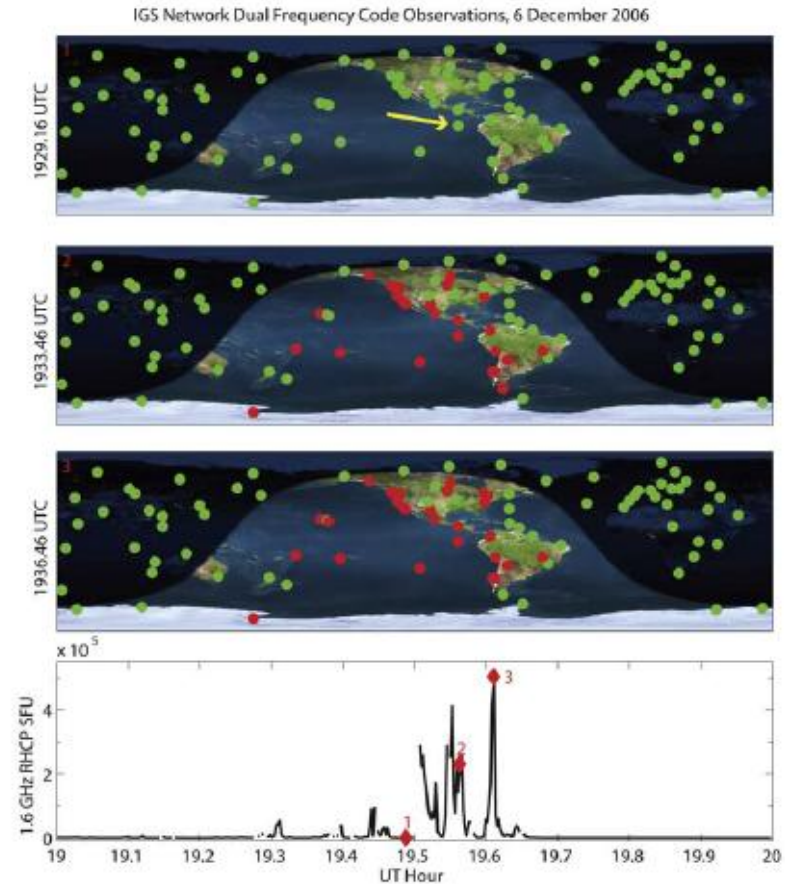 IGS Network Dual Frequency Code Observations, 6 December 2006
1
1929.16 UTC
2
1933.46 UTC
3
1936.46 UTC
x 10 5
1.6 GHz RHCP SFU
4
2
0
1
2
3
19 19.1 19.2 19.3 19.4 19.5 19.6 19.7 19.8 19.9 20
UT Hour